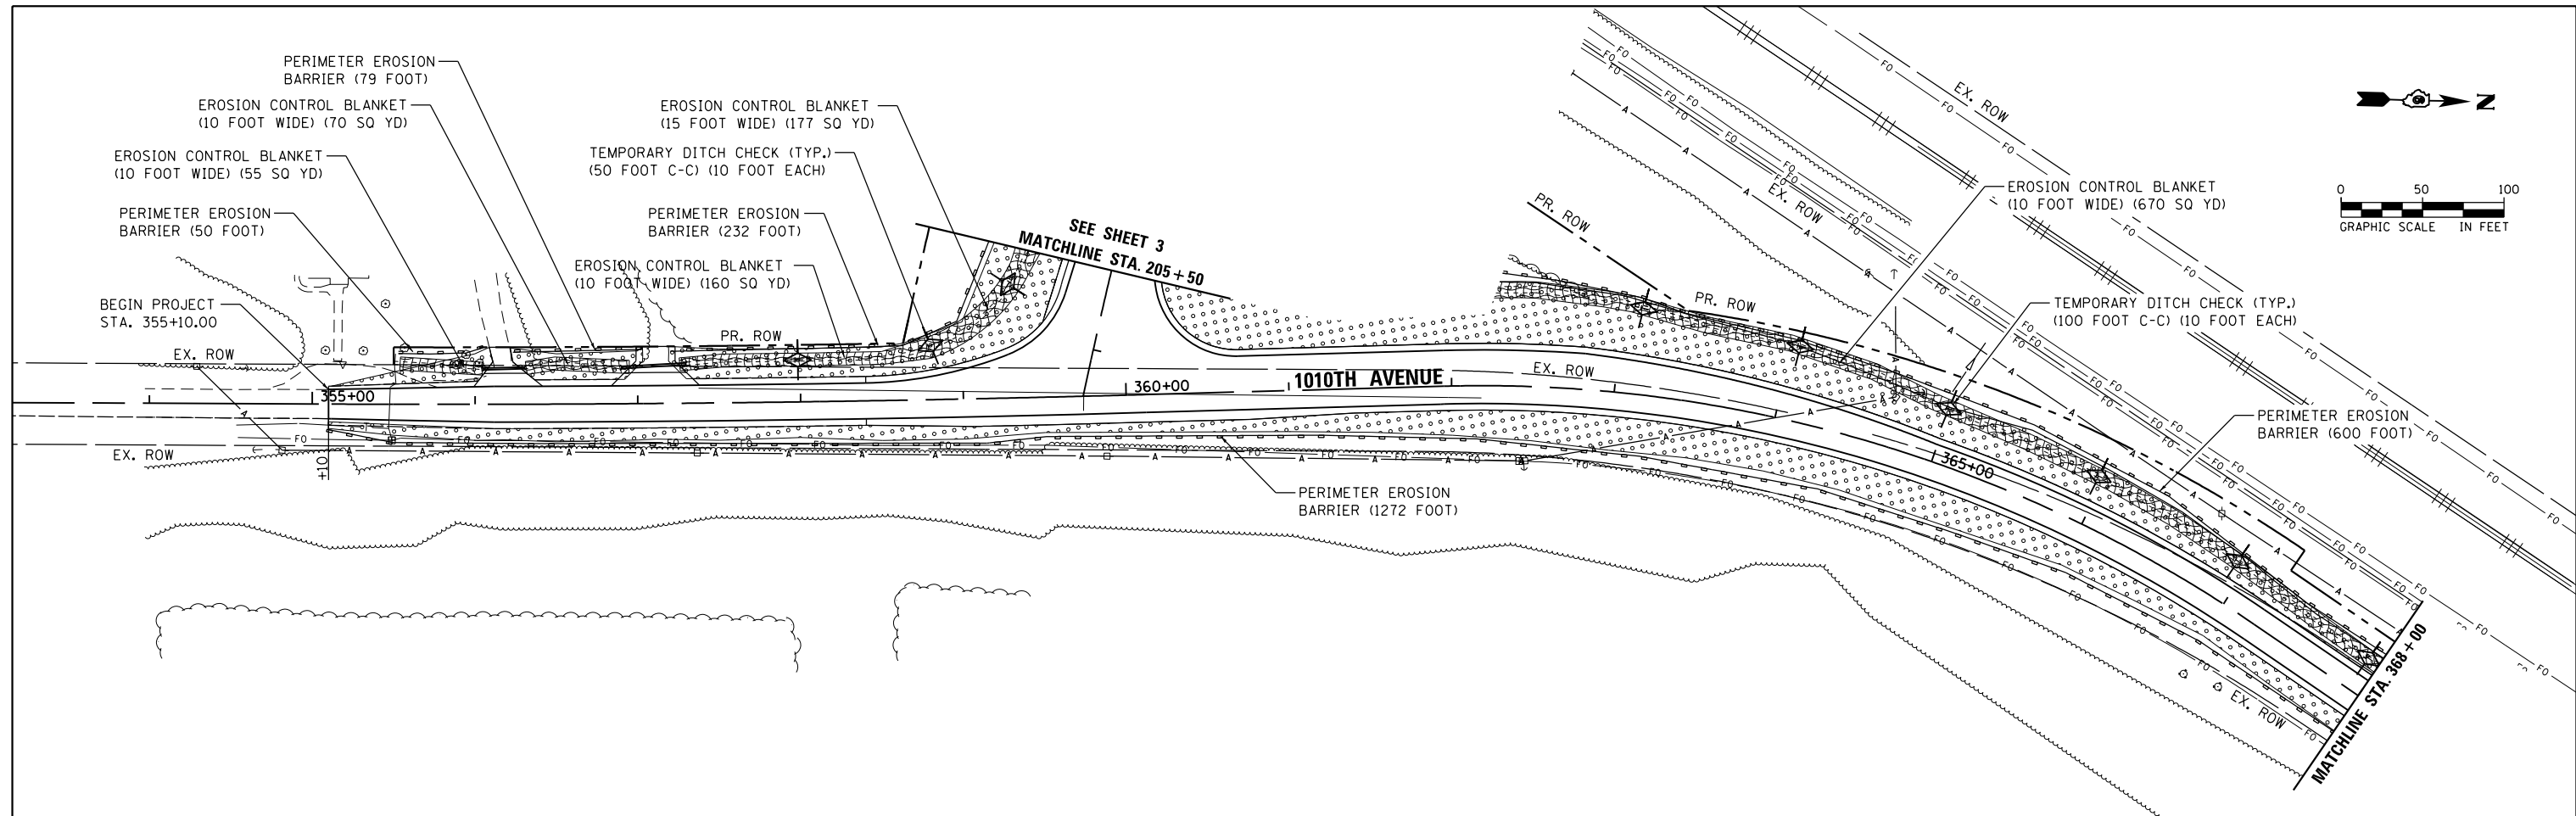 PERIMETER EROSION
BARRIER (79 FOOT)
EROSION CONTROL BLANKET
(10 FOOT WIDE) (70 SQ YD)
EROSION CONTROL BLANKET
(10 FOOT WIDE) (55 SQ YD)
PERIMETER EROSION
BARRIER (50 FOOT)
BEGIN PROJECT
STA. 355+10.00
EX. ROW
EX. ROW
+10
355+00
EROSION CONTROL BLANKET
(15 FOOT WIDE) (177 SQ YD)
TEMPORARY DITCH CHECK (TYP.)
(50 FOOT C-C) (10 FOOT EACH)
PERIMETER EROSION
BARRIER (232 FOOT)
EROSION CONTROL BLANKET
(10 FOOT WIDE) (160 SQ YD)
PR. ROW
SEE SHEET 3
MATCHLINE STA. 205+50
360+00
1010TH AVENUE
EX. ROW
PERIMETER EROSION
BARRIER (1272 FOOT)
PR. ROW
PR. ROW
EX. ROW
EX. ROW
N
0 50 100
GRAPHIC SCALE IN FEET
EROSION CONTROL BLANKET
(10 FOOT WIDE) (670 SQ YD)
TEMPORARY DITCH CHECK (TYP.)
(100 FOOT C-C) (10 FOOT EACH)
PERIMETER EROSION
BARRIER (600 FOOT)
365+00
EX. ROW
MATCHLINE STA. 368+00